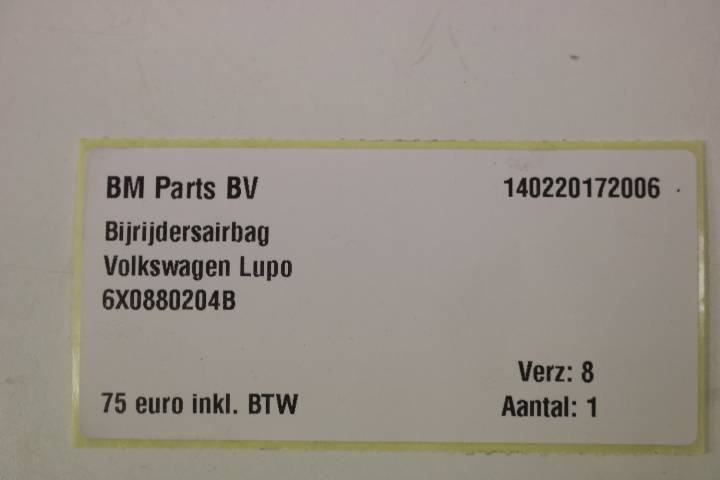 BM Parts BV 140220172006
Bijrijdersairbag
Volkswagen Lupo
6X0880204B
Verz: 8
75 euro inkl. BTW Aantal: 1